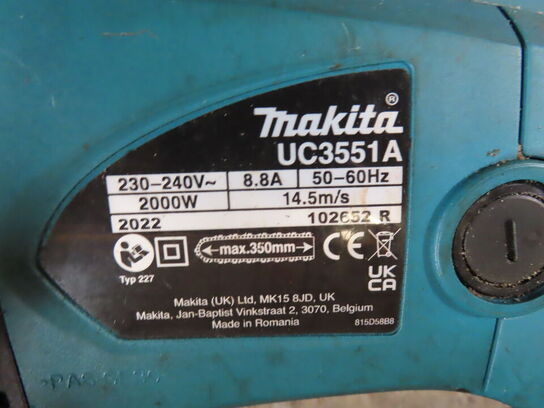 makita®
UC3551A
230-240V~ 8.8A 50-60Hz
2000W 14.5m/s
2022 102652 R
max.350mm CE
Typ 227 UK
CA
Makita (UK) Ltd, MK15 8JD, UK
Makita, Jan-Baptist Vinkstraat 2, 3070, Belgium
Made in Romania 815D58B8